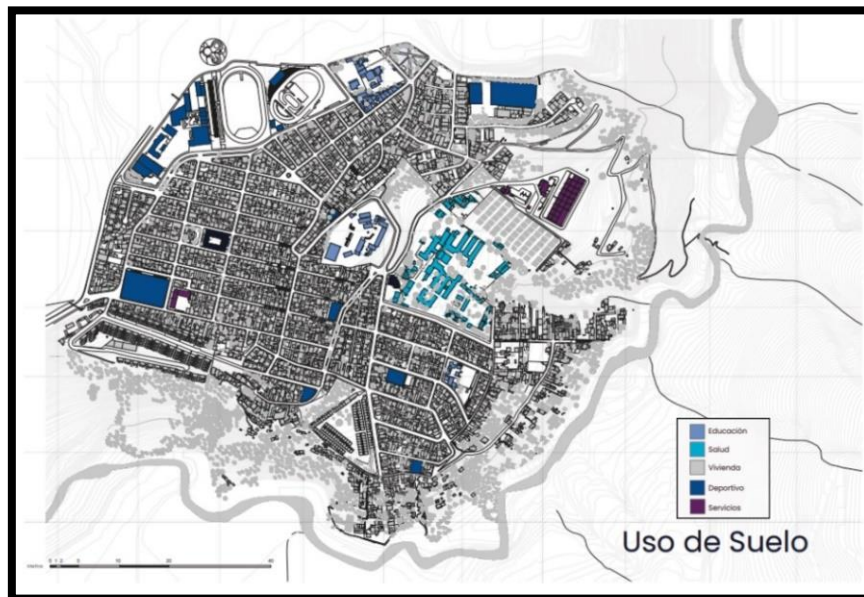 Educación
Salud
Vivienda
Deportivo
Servicios
Uso de Suelo